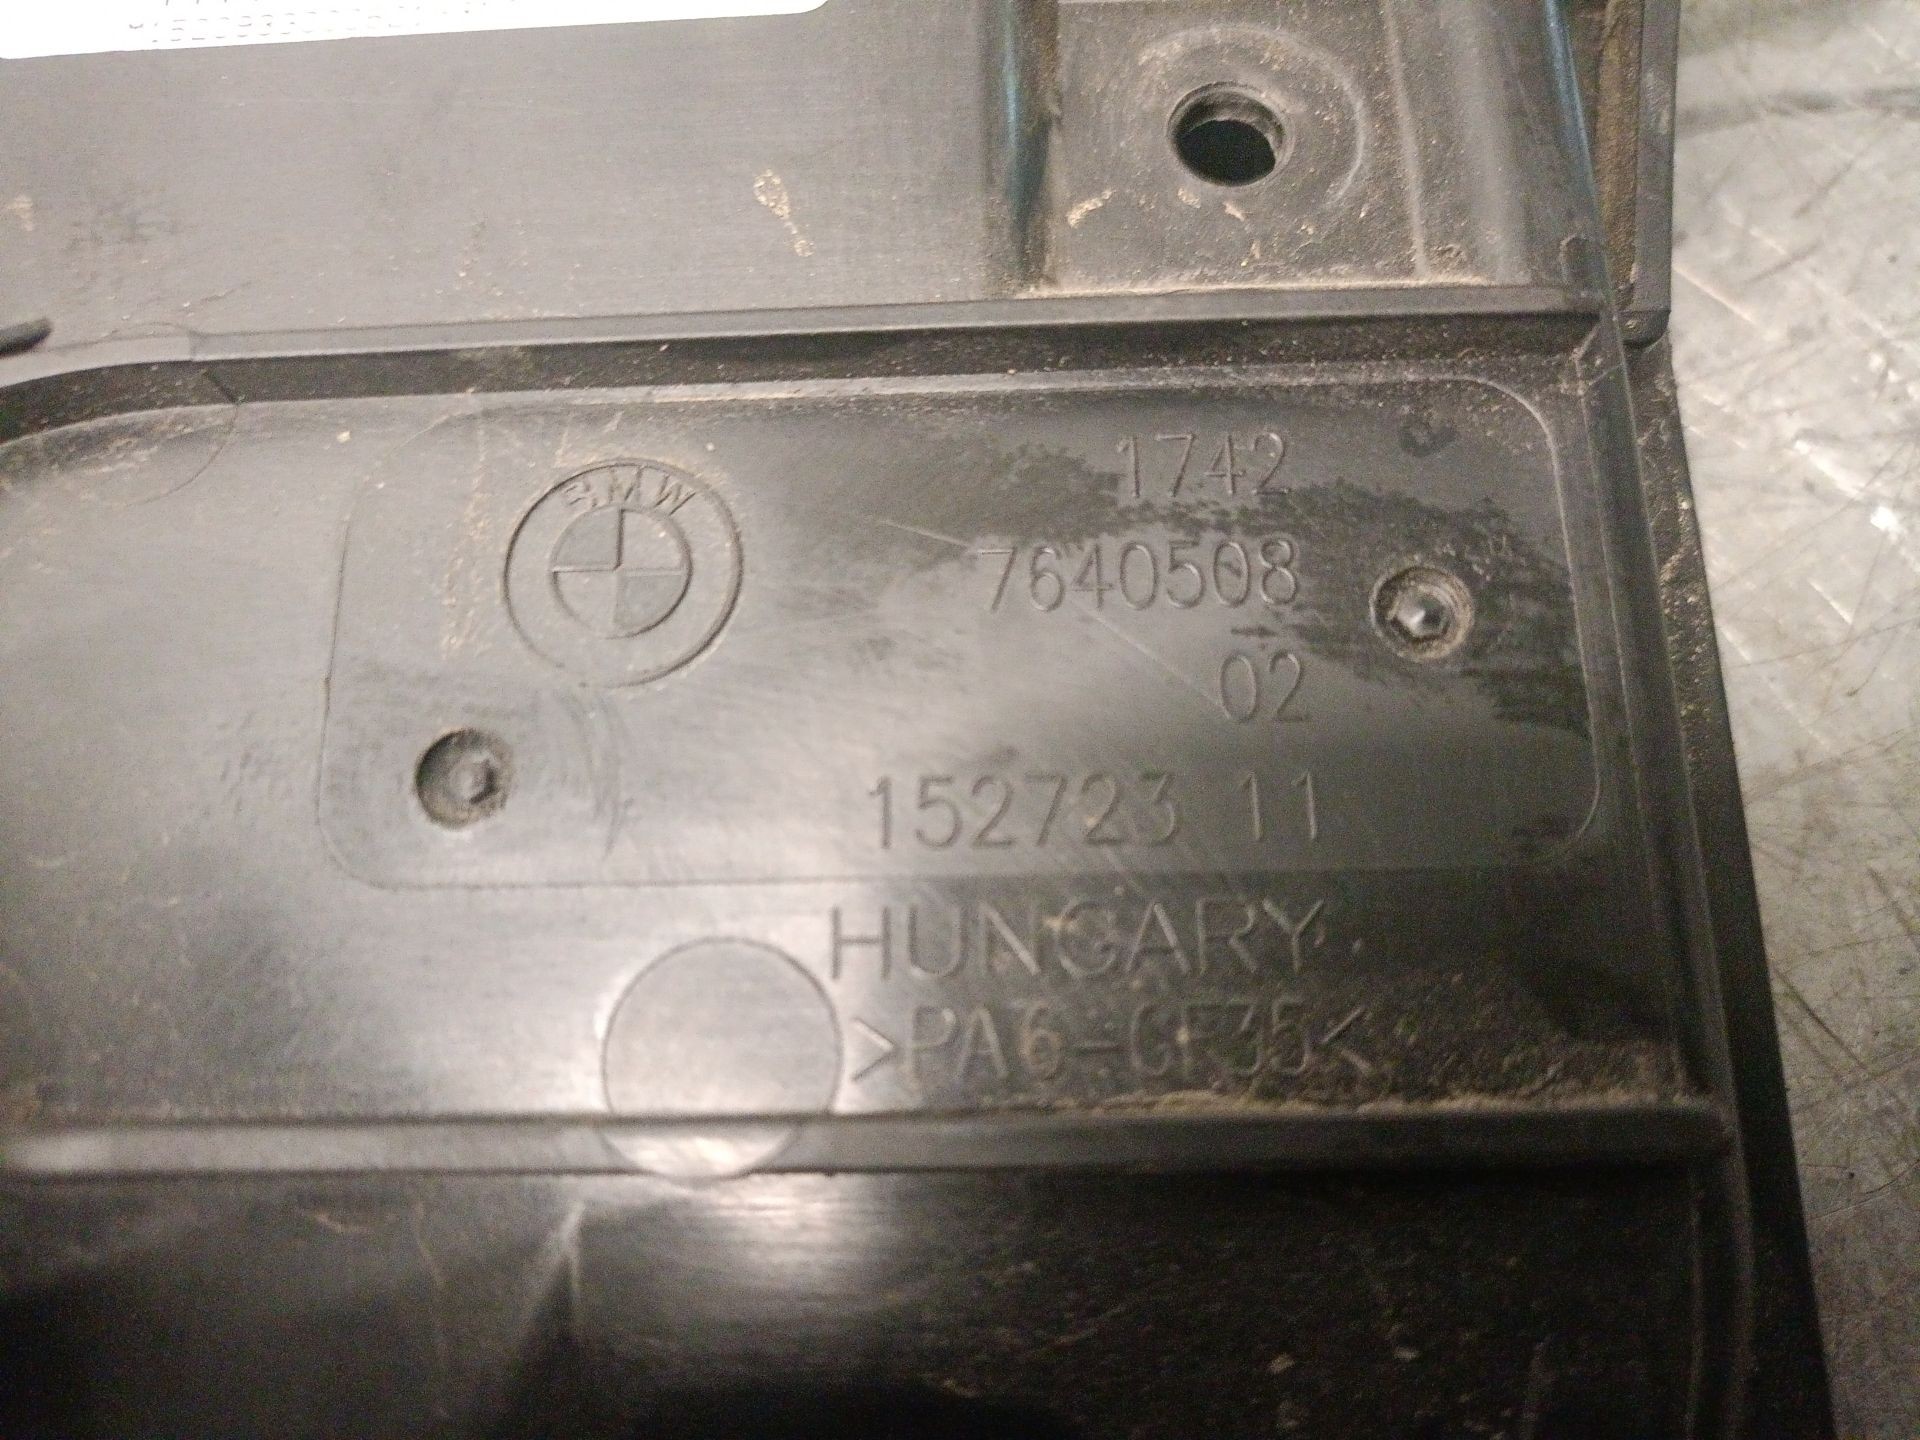 BMW
1742
7640508
02
152723 11
HUNGARY
>PA6-GF35<